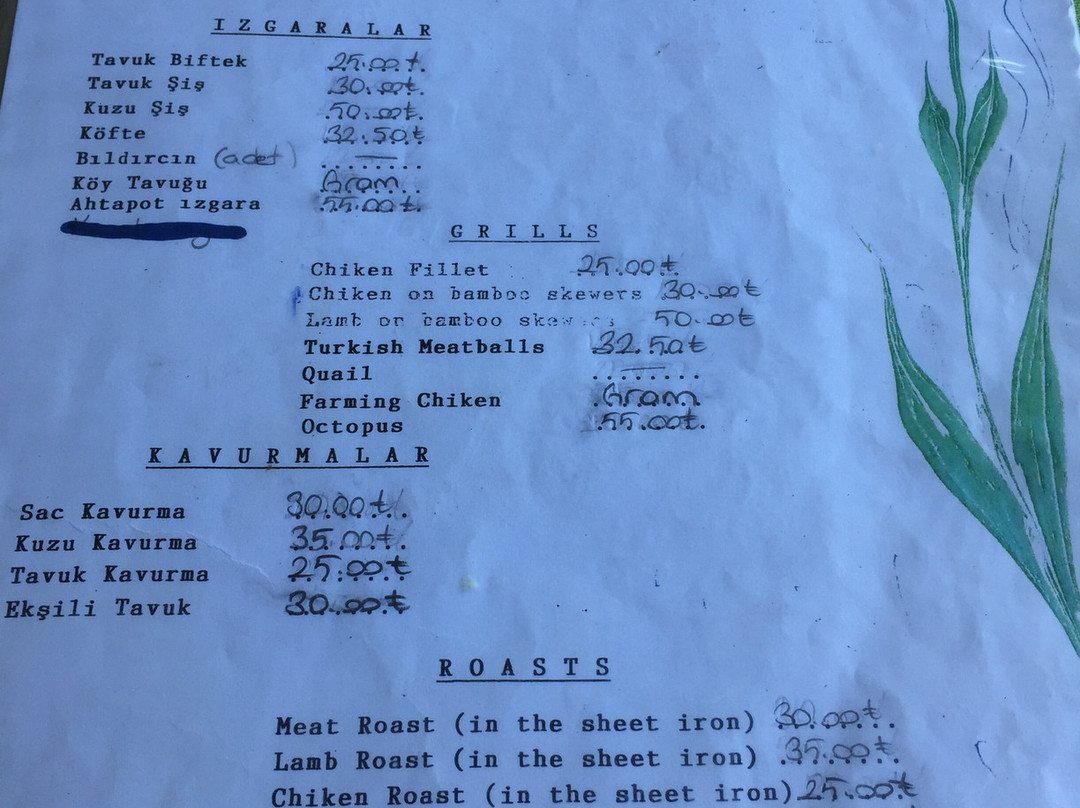 IZGARALAR
Tavuk Biftek 25.00₺.
Tavuk Şiş 30.00₺.
Kuzu Şiş 50.00₺.
Köfte 32.50₺
Bıldırcın (adet) ........
Köy Tavuğu Gram..
Ahtapot ızgara 55.00₺.
GRILLS
Chiken Fillet 25.00₺
Chiken on bamboo skewers 30.00₺
Lamb on bamboo skewers 50.00₺
Turkish Meatballs 32.50₺
Quail ........
Farming Chiken Gram.
Octopus 55.00₺.
KAVURMALAR
Sac Kavurma 30.00₺.
Kuzu Kavurma 35.00₺.
Tavuk Kavurma 25.00₺
Ekşili Tavuk 30.00₺
ROASTS
Meat Roast (in the sheet iron) 30.00₺.
Lamb Roast (in the sheet iron) 35.00₺.
Chiken Roast (in the sheet iron) 25.00₺